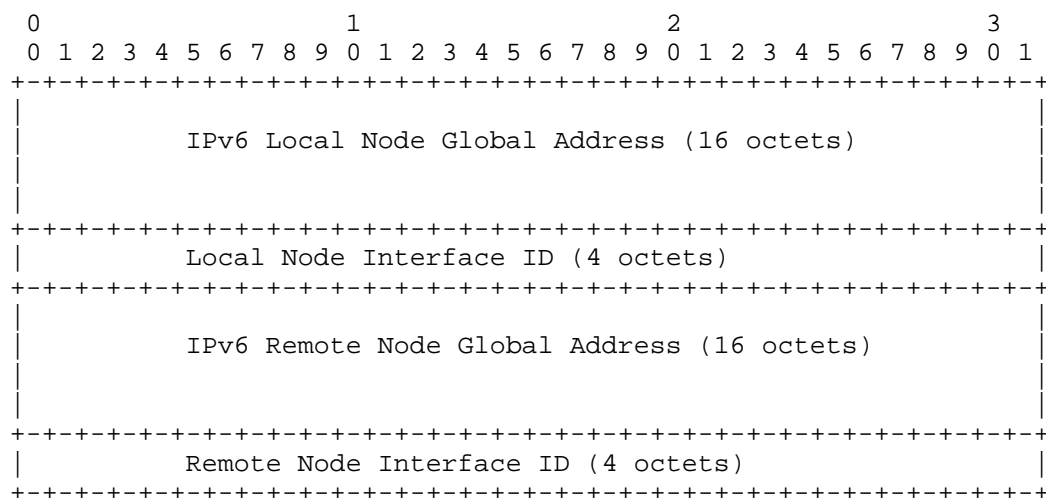 0                   1                   2                   3
 0 1 2 3 4 5 6 7 8 9 0 1 2 3 4 5 6 7 8 9 0 1 2 3 4 5 6 7 8 9 0 1
+-+-+-+-+-+-+-+-+-+-+-+-+-+-+-+-+-+-+-+-+-+-+-+-+-+-+-+-+-+-+-+-+
|                                                               |
|          IPv6 Local Node Global Address (16 octets)           |
|                                                               |
|                                                               |
+-+-+-+-+-+-+-+-+-+-+-+-+-+-+-+-+-+-+-+-+-+-+-+-+-+-+-+-+-+-+-+-+
|          Local Node Interface ID (4 octets)                   |
+-+-+-+-+-+-+-+-+-+-+-+-+-+-+-+-+-+-+-+-+-+-+-+-+-+-+-+-+-+-+-+-+
|                                                               |
|          IPv6 Remote Node Global Address (16 octets)          |
|                                                               |
|                                                               |
+-+-+-+-+-+-+-+-+-+-+-+-+-+-+-+-+-+-+-+-+-+-+-+-+-+-+-+-+-+-+-+-+
|          Remote Node Interface ID (4 octets)                  |
+-+-+-+-+-+-+-+-+-+-+-+-+-+-+-+-+-+-+-+-+-+-+-+-+-+-+-+-+-+-+-+-+